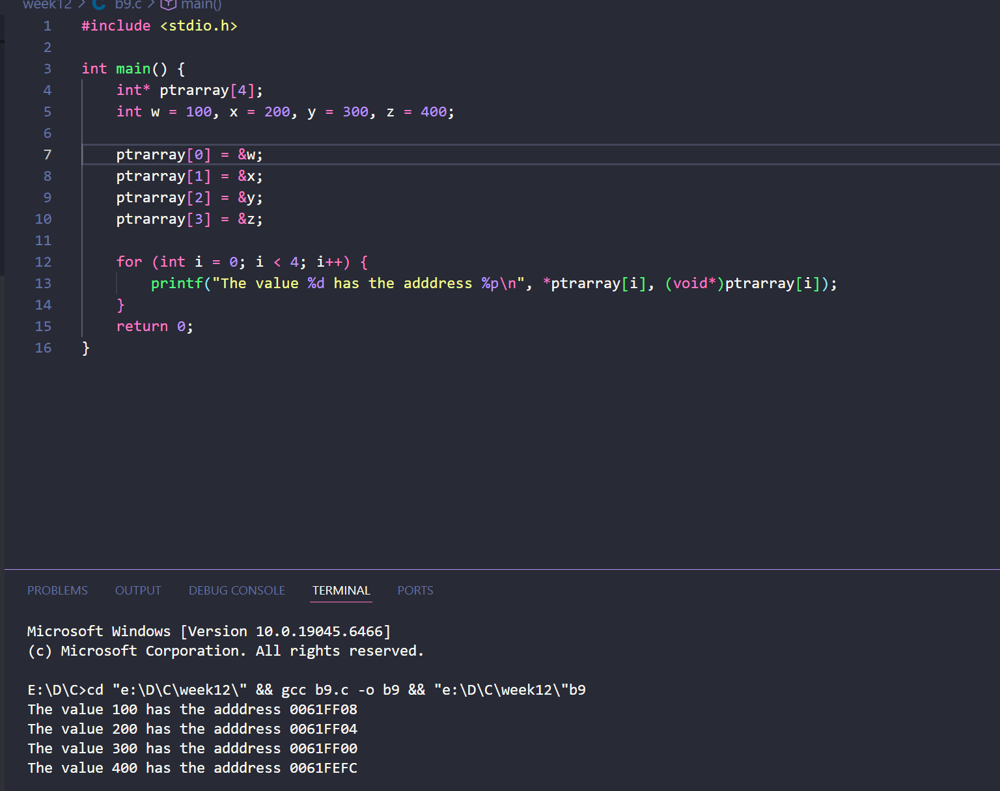 week12 > C b9.c > main()
1 #include <stdio.h>
2
3 int main() {
4     int* ptrarray[4];
5     int w = 100, x = 200, y = 300, z = 400;
6
7     ptrarray[0] = &w;
8     ptrarray[1] = &x;
9     ptrarray[2] = &y;
10     ptrarray[3] = &z;
11
12     for (int i = 0; i < 4; i++) {
13         printf("The value %d has the adddress %p\n", *ptrarray[i], (void*)ptrarray[i]);
14     }
15     return 0;
16 }
PROBLEMS OUTPUT DEBUG CONSOLE TERMINAL PORTS
Microsoft Windows [Version 10.0.19045.6466]
(c) Microsoft Corporation. All rights reserved.
E:\D\C>cd "e:\D\C\week12\" && gcc b9.c -o b9 && "e:\D\C\week12\"b9
The value 100 has the adddress 0061FF08
The value 200 has the adddress 0061FF04
The value 300 has the adddress 0061FF00
The value 400 has the adddress 0061FEFC